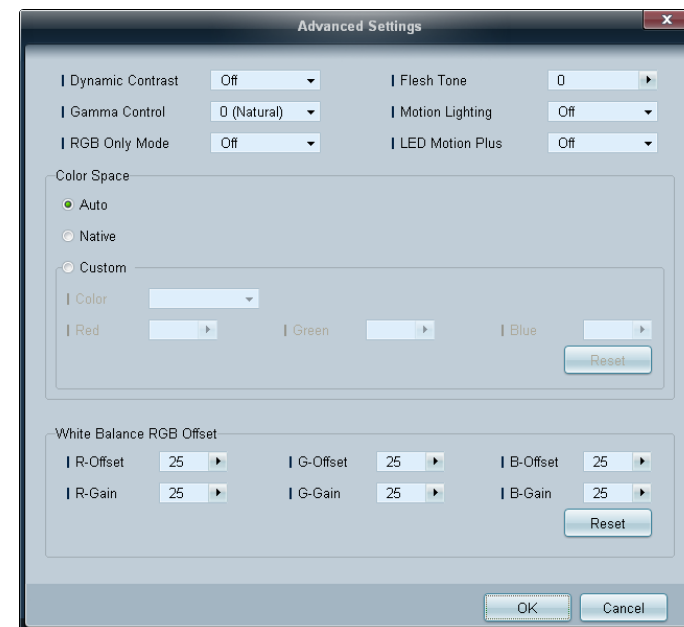 Advanced Settings
x
Dynamic Contrast Off Flesh Tone 0
Gamma Control 0 (Natural) Motion Lighting Off
RGB Only Mode Off LED Motion Plus Off
Color Space
Auto
Native
Custom
Color
Red Green Blue
Reset
White Balance RGB Offset
R-Offset 25 G-Offset 25 B-Offset 25
R-Gain 25 G-Gain 25 B-Gain 25
Reset
OK Cancel